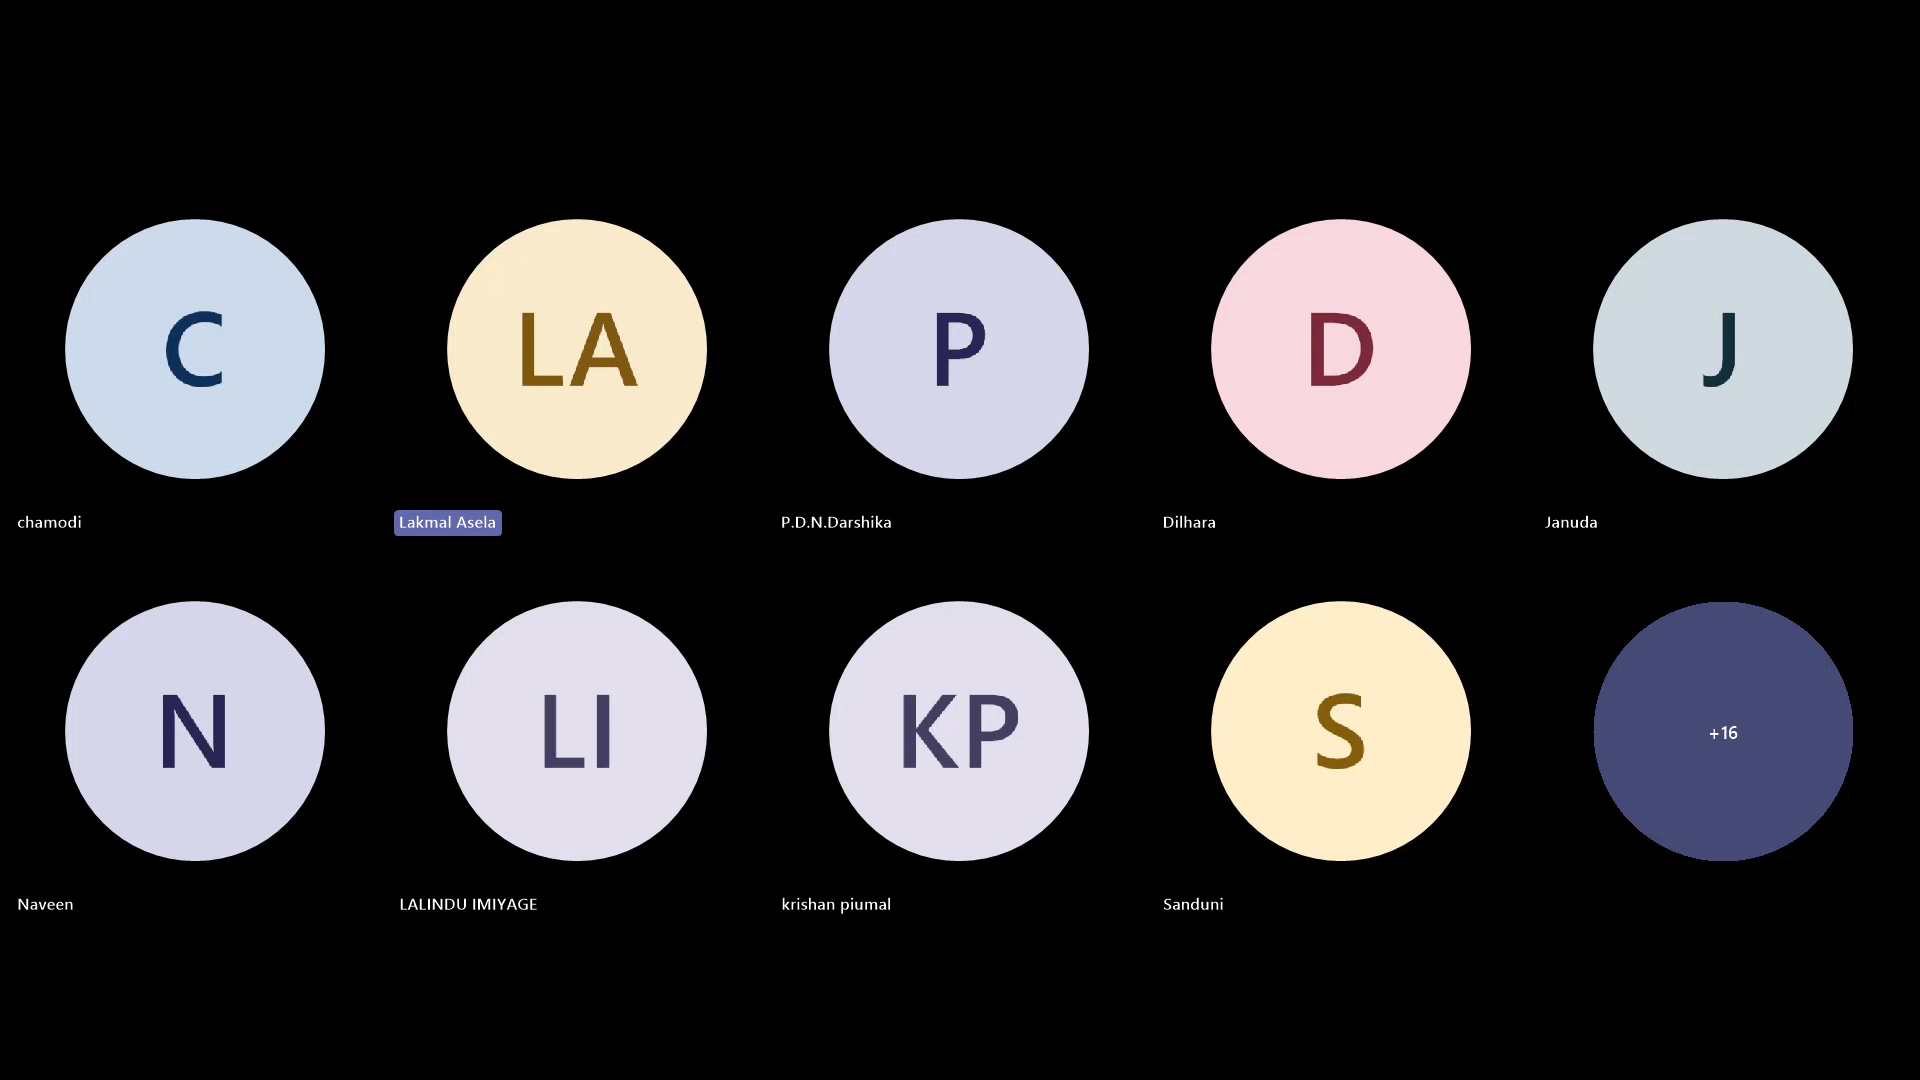 C
LA
P
D
J
chamodi
Lakmal Asela
P.D.N.Darshika
Dilhara
Januda
N
LI
KP
S
+16
Naveen
LALINDU IMIYAGE
krishan piumal
Sanduni